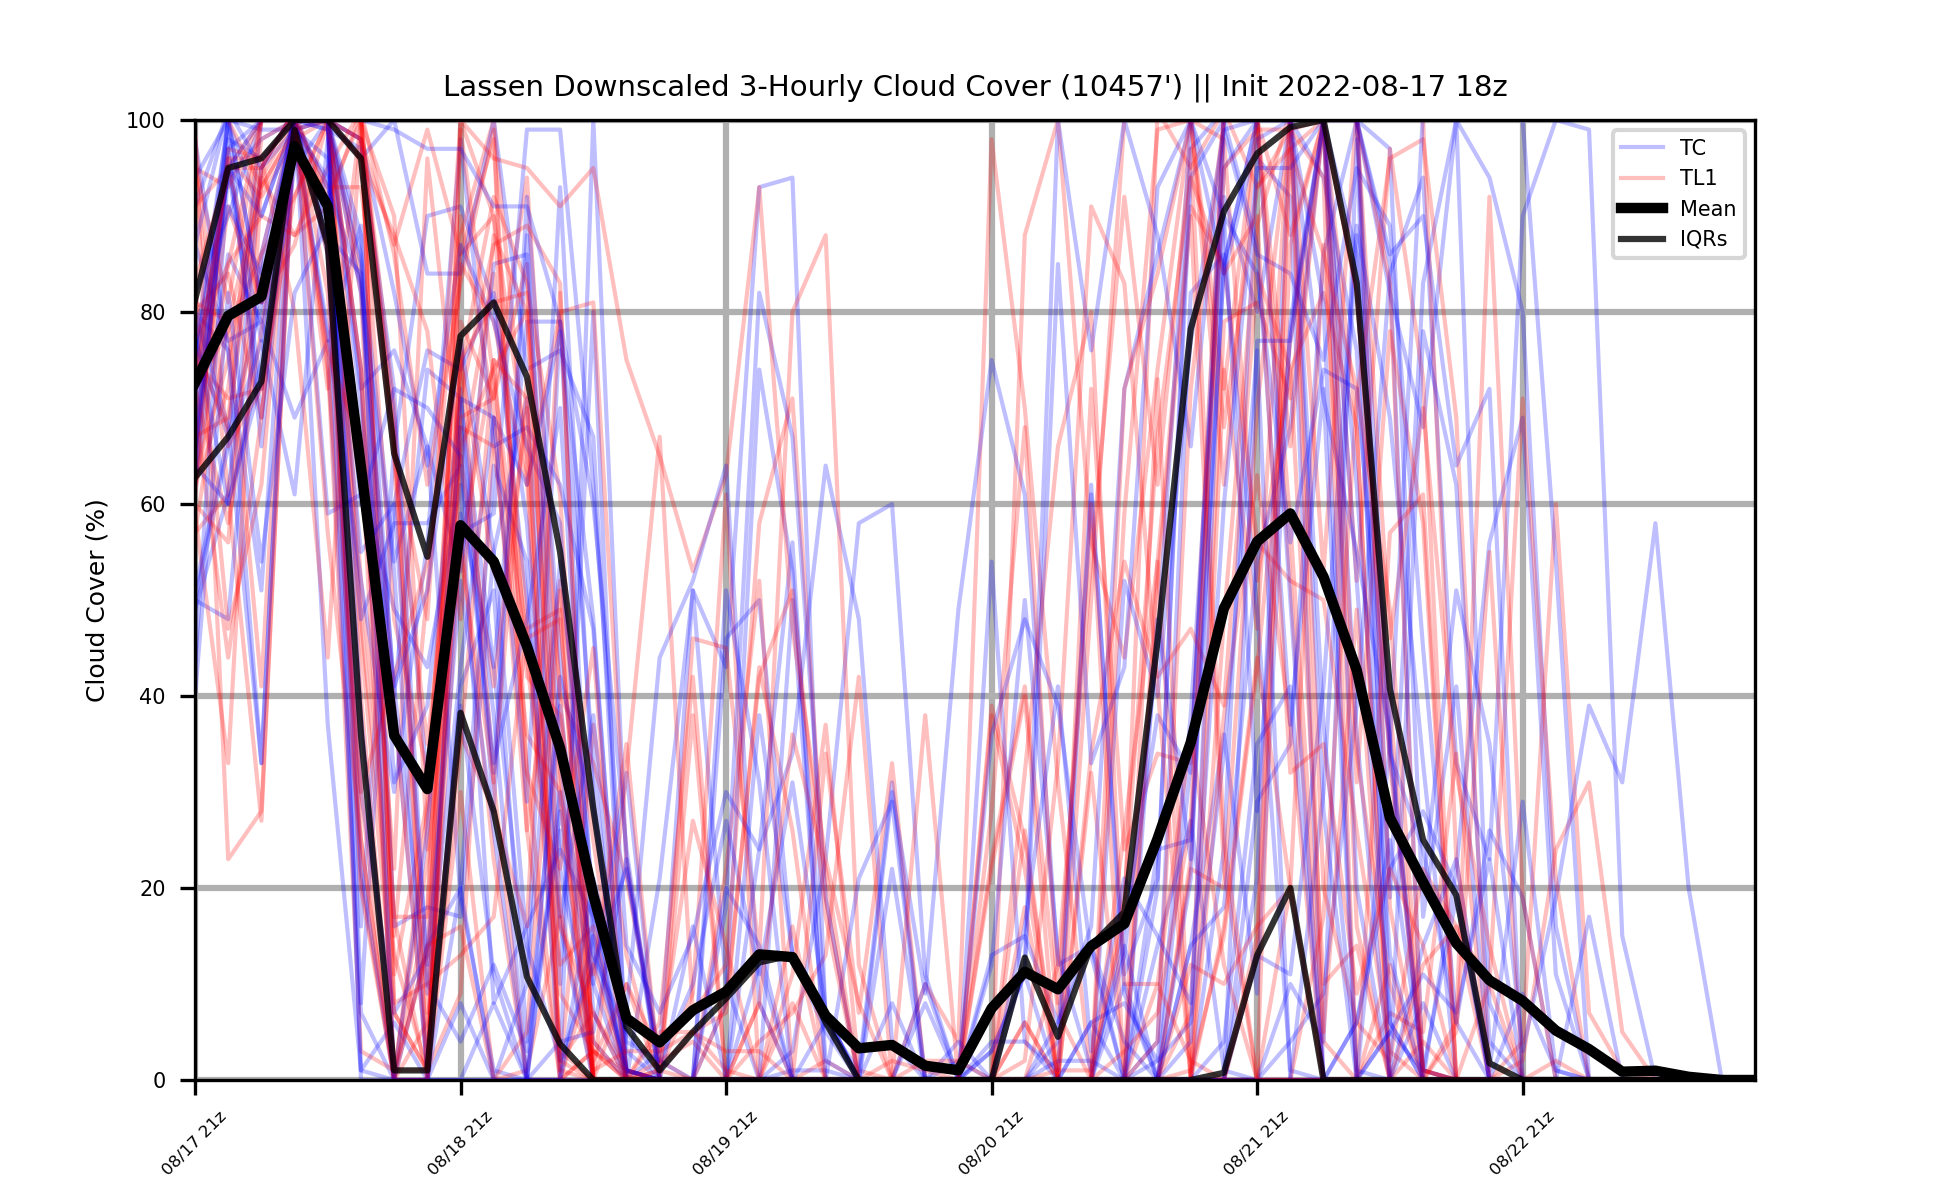 Lassen Downscaled 3-Hourly Cloud Cover (10457') || Init 2022-08-17 18z
Cloud Cover (%)
100
80
60
40
20
0
TC
TL1
Mean
IQRs
08/17 21z
08/18 21z
08/19 21z
08/20 21z
08/21 21z
08/22 21z